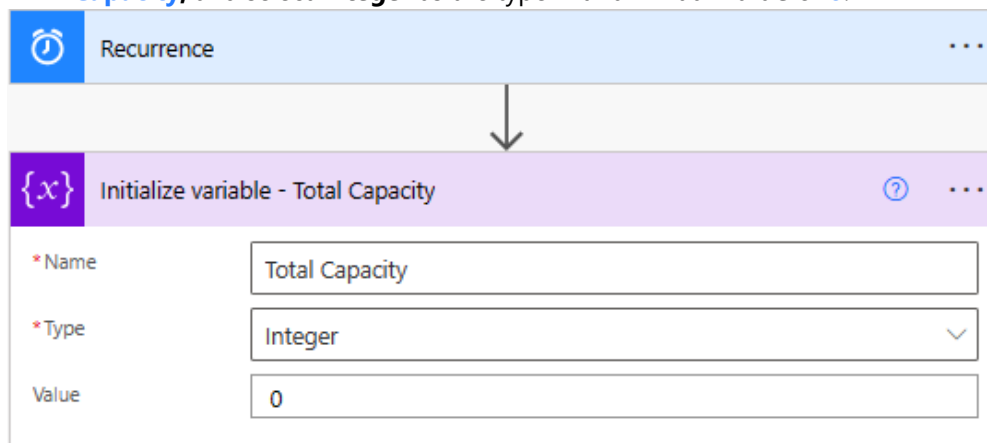 Recurrence
{x} Initialize variable - Total Capacity
*Name Total Capacity
*Type Integer
Value 0